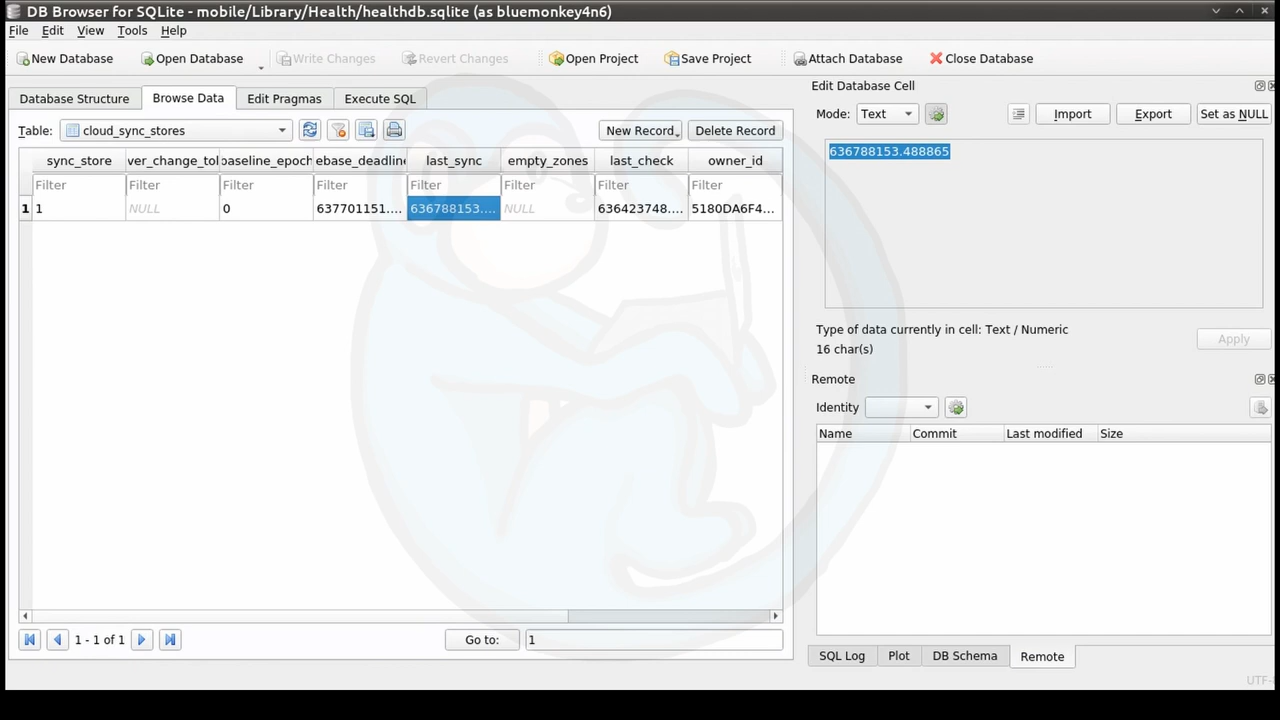 DB Browser for SQLite - mobile/Library/Health/healthdb.sqlite (as bluemonkey4n6)
File Edit View Tools Help
New Database Open Database Write Changes Revert Changes Open Project Save Project Attach Database Close Database
Database Structure Browse Data Edit Pragmas Execute SQL
Table: cloud_sync_stores New Record Delete Record
sync_store ver_change_tol line_epoch ebase_deadline last_sync empty_zones last_check owner_id
Filter Filter Filter Filter Filter Filter Filter Filter
1 1 NULL 0 637701151.... 636788153.... NULL 636423748.... 5180DA6F4...
1 - 1 of 1 Go to: 1
Edit Database Cell
Mode: Text Import Export Set as NULL
636788153.488865
Type of data currently in cell: Text / Numeric
16 char(s) Apply
Remote
Identity
Name Commit Last modified Size
SQL Log Plot DB Schema Remote